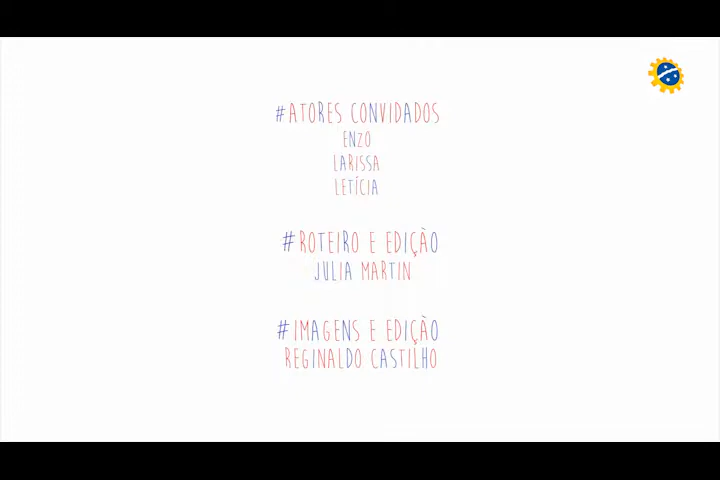 #ATORES CONVIDADOS
ENZO
LARISSA
LETÍCIA
#ROTEIRO E EDIÇÃO
JULIA MARTIN
#IMAGENS E EDIÇÃO
REGINALDO CASTILHO